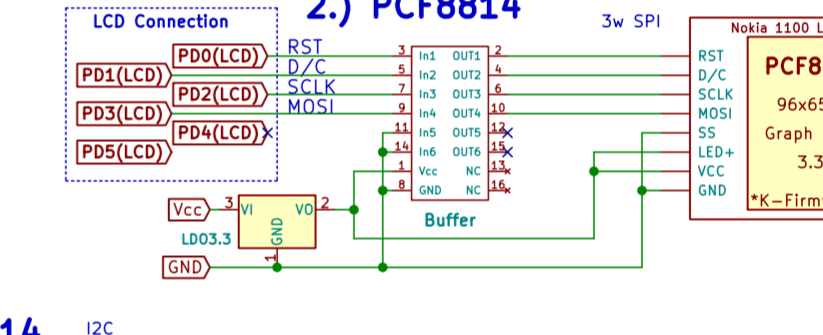 2.) PCF8814
LCD Connection
3w SPI
Nokia 1100 L
PD0(LCD)
RST
PD1(LCD)
D/C
PD2(LCD)
SCLK
PD3(LCD)
MOSI
PD4(LCD)
PD5(LCD)
3 In1 OUT1 2
5 In2 OUT2 4
7 In3 OUT3 6
9 In4 OUT4 10
11 In5 OUT5 12
14 In6 OUT6 15
1 Vcc NC 13
8 GND NC 16
Buffer
RST
D/C
SCLK
MOSI
SS
LED+
VCC
GND
PCF8
96x65
Graph
3.3
*K-Firm
Vcc 3 VI VO 2
GND
LDO3.3
1
GND
14
I2C